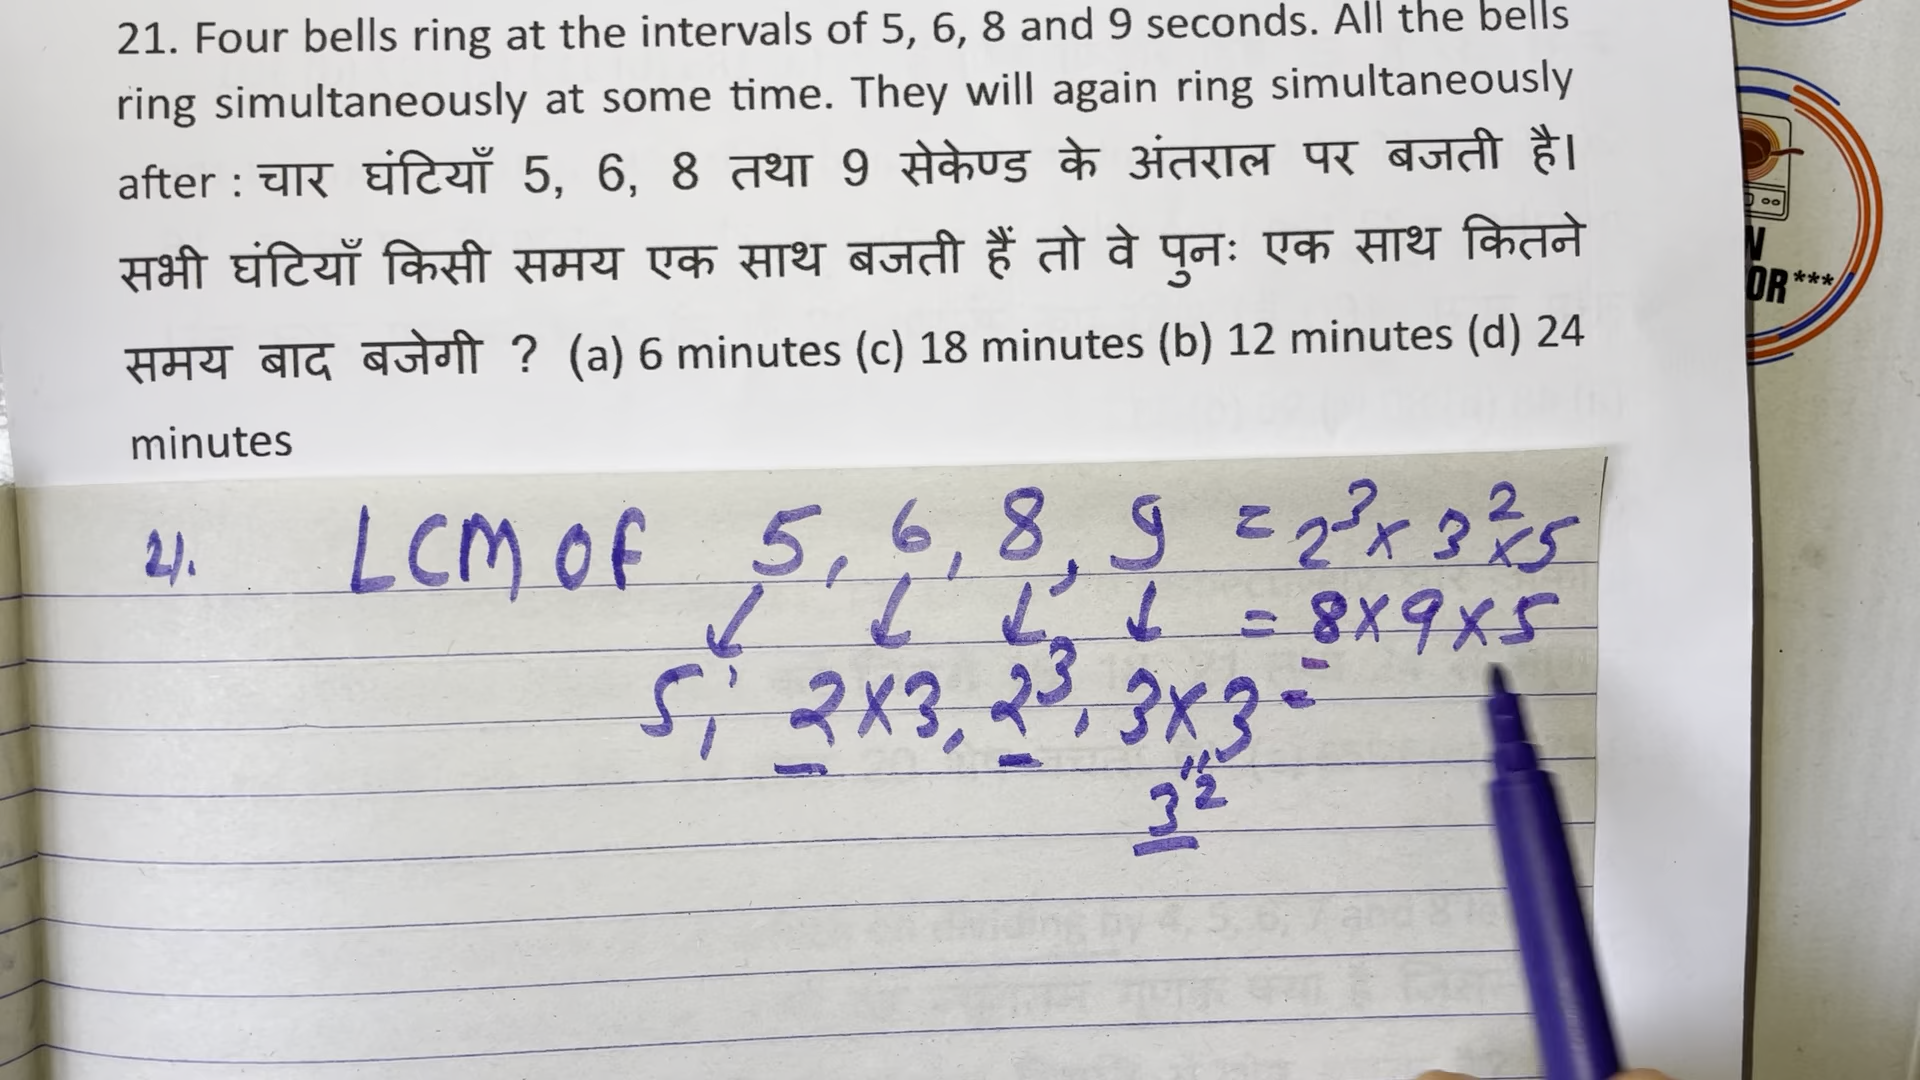 21. Four bells ring at the intervals of 5, 6, 8 and 9 seconds. All the bells
ring simultaneously at some time. They will again ring simultaneously
after : चार घंटियाँ 5, 6, 8 तथा 9 सेकेण्ड के अंतराल पर बजती है।
सभी घंटियाँ किसी समय एक साथ बजती हैं तो वे पुनः एक साथ कितने
समय बाद बजेगी ? (a) 6 minutes (c) 18 minutes (b) 12 minutes (d) 24
minutes
21. LCM OF 5, 6, 8, 9 = 2³ x 3² x 5
= 8 x 9 x 5
5,¹ 2 x 3, 2³, 3 x 3 =
"
3²
N
OR***